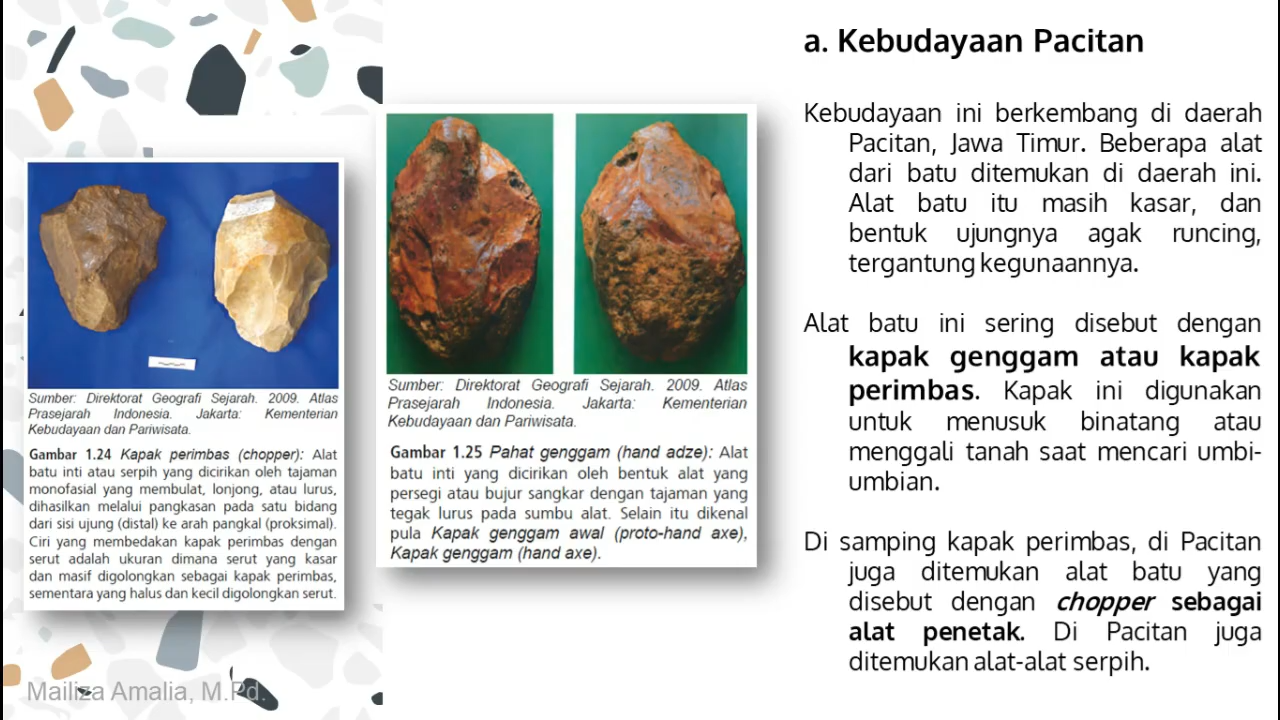 a. Kebudayaan Pacitan
Kebudayaan ini berkembang di daerah
Pacitan, Jawa Timur. Beberapa alat
dari batu ditemukan di daerah ini.
Alat batu itu masih kasar, dan
bentuk ujungnya agak runcing,
tergantung kegunaannya.
Alat batu ini sering disebut dengan
kapak genggam atau kapak
perimbas. Kapak ini digunakan
untuk menusuk binatang atau
menggali tanah saat mencari umbi-
umbian.
Di samping kapak perimbas, di Pacitan
juga ditemukan alat batu yang
disebut dengan chopper sebagai
alat penetak. Di Pacitan juga
ditemukan alat-alat serpih.
Sumber: Direktorat Geografi Sejarah. 2009. Atlas
Prasejarah Indonesia. Jakarta: Kementerian
Kebudayaan dan Pariwisata.
Gambar 1.24 Kapak perimbas (chopper): Alat
batu inti atau serpih yang dicirikan oleh tajaman
monofasial yang membulat, lonjong, atau lurus,
dihasilkan melalui pangkasan pada satu bidang
dari sisi ujung (distal) ke arah pangkal (proksimal).
Ciri yang membedakan kapak perimbas dengan
serut adalah ukuran dimana serut yang kasar
dan masif digolongkan sebagai kapak perimbas,
sementara yang halus dan kecil digolongkan serut.
Sumber: Direktorat Geografi Sejarah. 2009. Atlas
Prasejarah Indonesia. Jakarta: Kementerian
Kebudayaan dan Pariwisata.
Gambar 1.25 Pahat genggam (hand adze): Alat
batu inti yang dicirikan oleh bentuk alat yang
persegi atau bujur sangkar dengan tajaman yang
tegak lurus pada sumbu alat. Selain itu dikenal
pula Kapak genggam awal (proto-hand axe),
Kapak genggam (hand axe).
Mailiza Amalia, M.Pd.